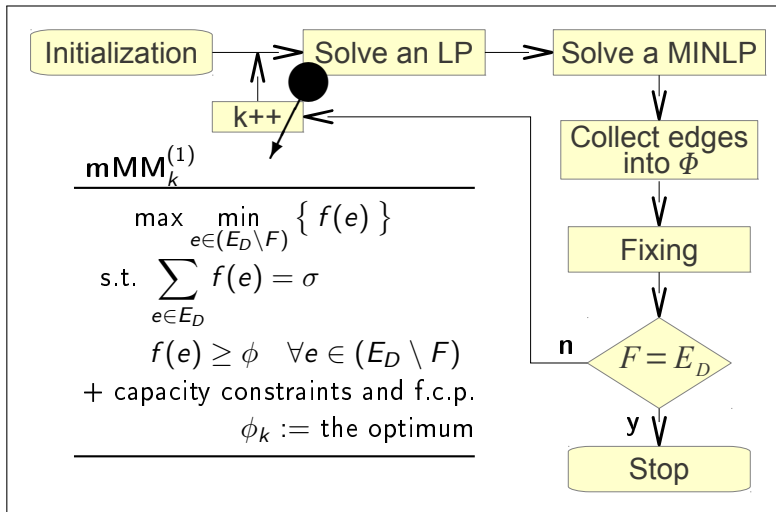 Initialization
Solve an LP
Solve a MINLP
k++
Collect edges
into Φ
Fixing
F = E_D
n
y
Stop
mMM_k^(1)
max min_{e∈(E_D\F)} { f(e) }
s.t. ∑_{e∈E_D} f(e) = σ
f(e) ≥ φ ∀e ∈ (E_D \ F)
+ capacity constraints and f.c.p.
φ_k := the optimum